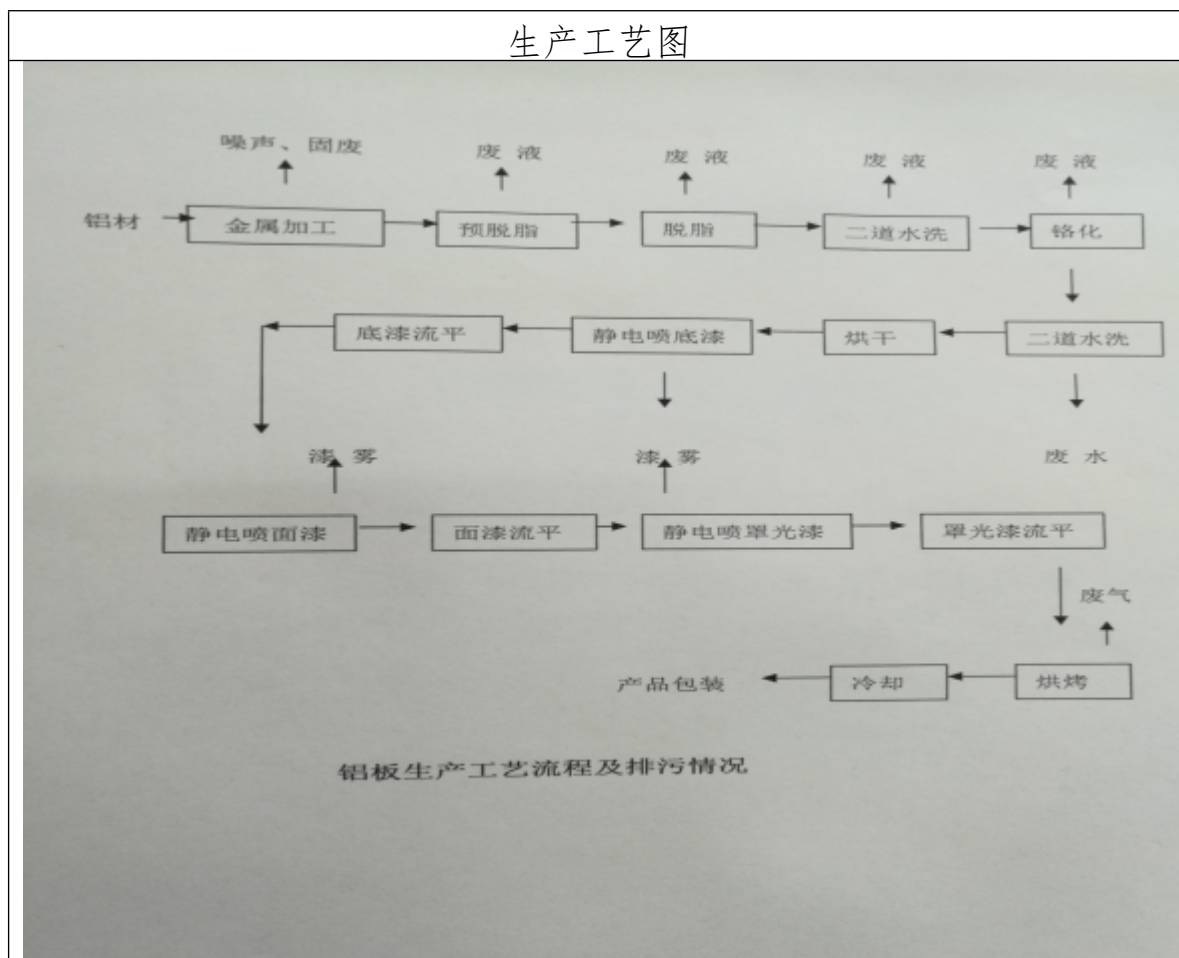 生产工艺图
噪声、固废 废液 废液 废液 废液
铝材 金属加工 预脱脂 脱脂 二道水洗 铬化
底漆流平 静电喷底漆 烘干 二道水洗
漆雾 漆雾 废水
静电喷面漆 面漆流平 静电喷罩光漆 罩光漆流平
废气
产品包装 冷却 烘烤
铝板生产工艺流程及排污情况